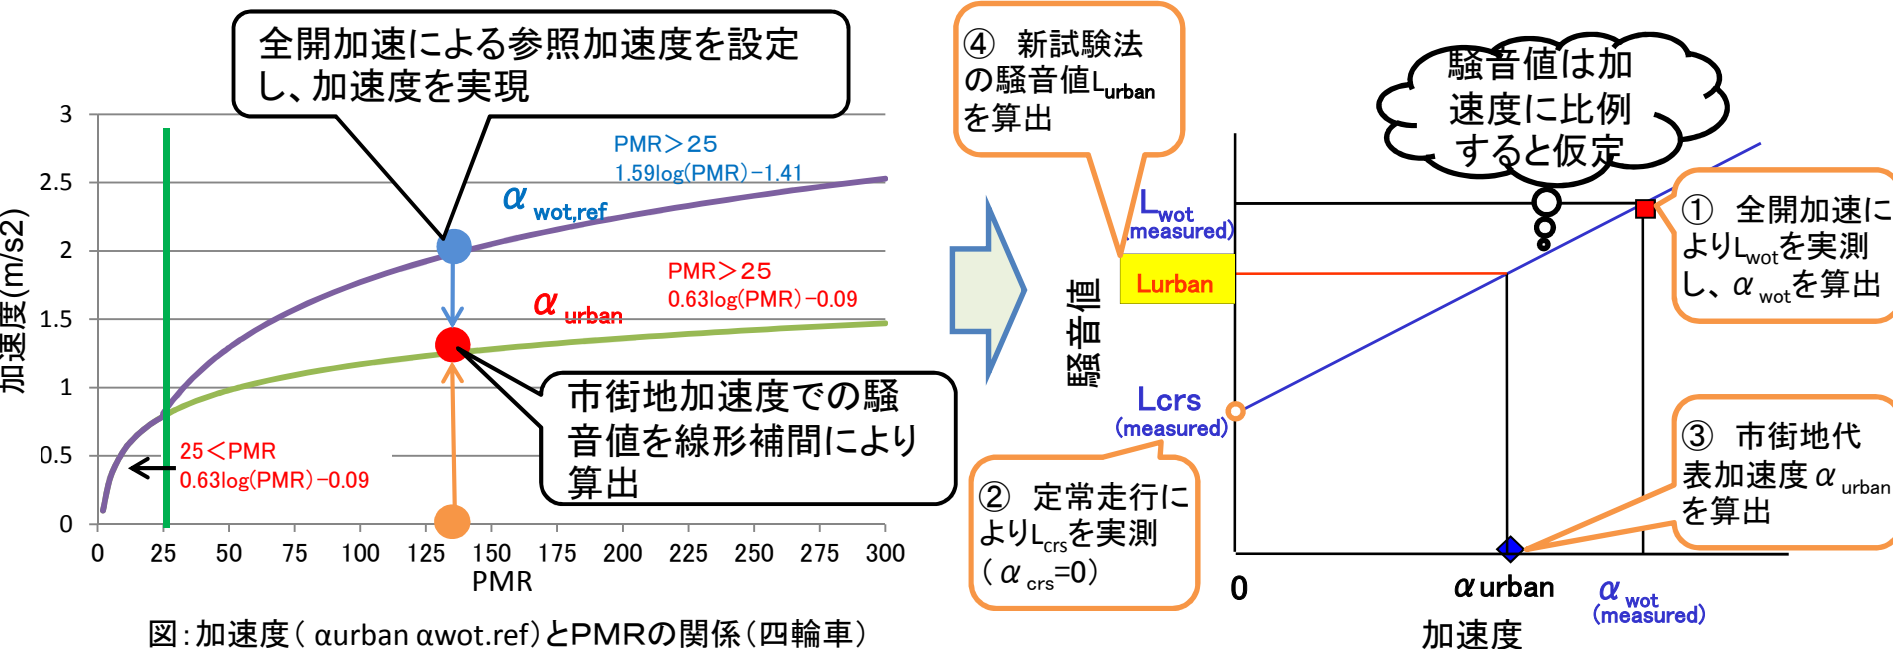 全開加速による参照加速度を設定
し、加速度を実現
加速度(m/s2)
3
2.5
2
1.5
1
0.5
0
PMR＞25
1.59log(PMR)−1.41
α wot,ref
PMR＞25
0.63log(PMR)−0.09
α urban
25＜PMR
0.63log(PMR)−0.09
市街地加速度での騒
音値を線形補間により
算出
0 25 50 75 100 125 150 175 200 225 250 275 300
PMR
図：加速度（ αurban αwot.ref）とPMRの関係（四輪車）
④ 新試験法
の騒音値Lurban
を算出
騒音値は加
速度に比例
すると仮定
Lwot
(measured)
Lurban
騒音値
Lcrs
(measured)
① 全開加速に
よりLwotを実測
し、α wotを算出
② 定常走行に
よりLcrsを実測
（ α crs=0）
③ 市街地代
表加速度 α urban
を算出
0
α urban
α wot
(measured)
加速度